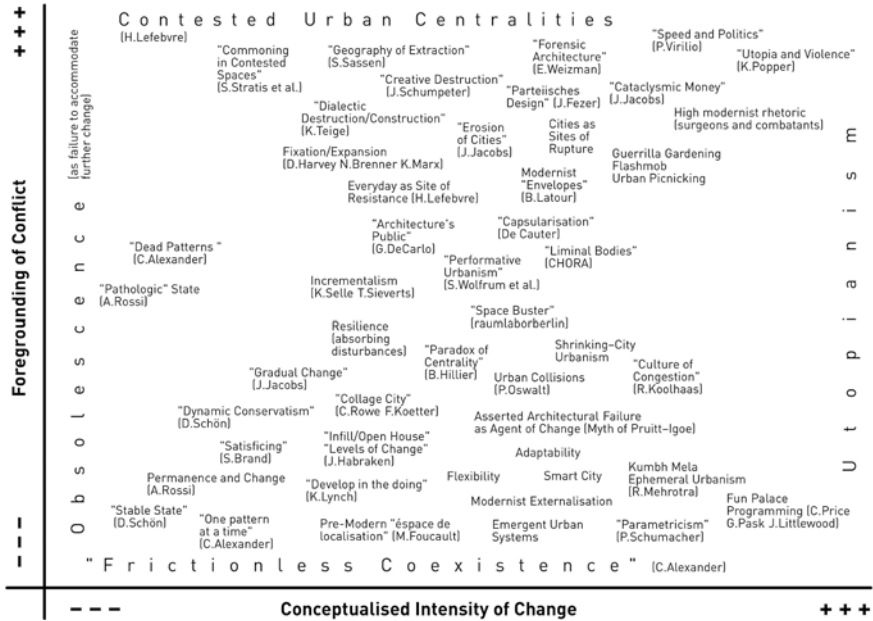 +++
Foregrounding of Conflict
---
Contested Urban Centralities
(H.Lefebvre)
Obsolescence
(as failure to accommodate
further change)
Utopianism
"Commoning
in Contested
Spaces"
(S.Stratis et al.)
"Geography of Extraction"
(S.Sassen)
"Forensic
Architecture"
(E.Weizman)
"Speed and Politics"
(P.Virilio)
"Utopia and Violence"
(K.Popper)
"Creative Destruction"
(J.Schumpeter)
"Parteiisches
Design" (J.Fezer)
"Cataclysmic Money"
(J.Jacobs)
"Dialectic
Destruction/Construction"
(K.Teige)
High modernist rhetoric
(surgeons and combatants)
"Erosion
of Cities"
(J.Jacobs)
Cities as
Sites of
Rupture
Fixation/Expansion
(D.Harvey N.Brenner K.Marx)
Guerrilla Gardening
Flashmob
Urban Picnicking
Modernist
"Envelopes"
(B.Latour)
Everyday as Site of
Resistance (H.Lefebvre)
"Architecture's
Public"
(G.DeCarlo)
"Capsularisation"
(De Cauter)
"Dead Patterns "
(C.Alexander)
"Liminal Bodies"
(CHORA)
"Performative
Urbanism"
(S.Wolfrum et al.)
"Pathologic" State
(A.Rossi)
Incrementalism
(K.Selle T.Sieverts)
"Space Buster"
(raumlaborberlin)
Resilience
(absorbing
disturbances)
"Paradox of
Centrality"
(B.Hillier)
Shrinking–City
Urbanism
"Culture of
Congestion"
(R.Koolhaas)
"Gradual Change"
(J.Jacobs)
Urban Collisions
(P.Oswalt)
"Collage City"
(C.Rowe F.Koetter)
"Dynamic Conservatism"
(D.Schön)
Asserted Architectural Failure
as Agent of Change (Myth of Pruitt–Igoe)
"Infill/Open House"
"Levels of Change"
(J.Habraken)
"Satisficing"
(S.Brand)
Adaptability
Permanence and Change
(A.Rossi)
"Develop in the doing"
(K.Lynch)
Flexibility
Smart City
Kumbh Mela
Ephemeral Urbanism
(R.Mehrotra)
Modernist Externalisation
Fun Palace
Programming (C.Price
G.Pask J.Littlewood)
"Stable State"
(D.Schön)
"One pattern
at a time"
(C.Alexander)
Pre-Modern "éspace de
localisation" (M.Foucault)
Emergent Urban
Systems
"Parametricism"
(P.Schumacher)
"Frictionless Coexistence" (C.Alexander)
--- Conceptualised Intensity of Change +++